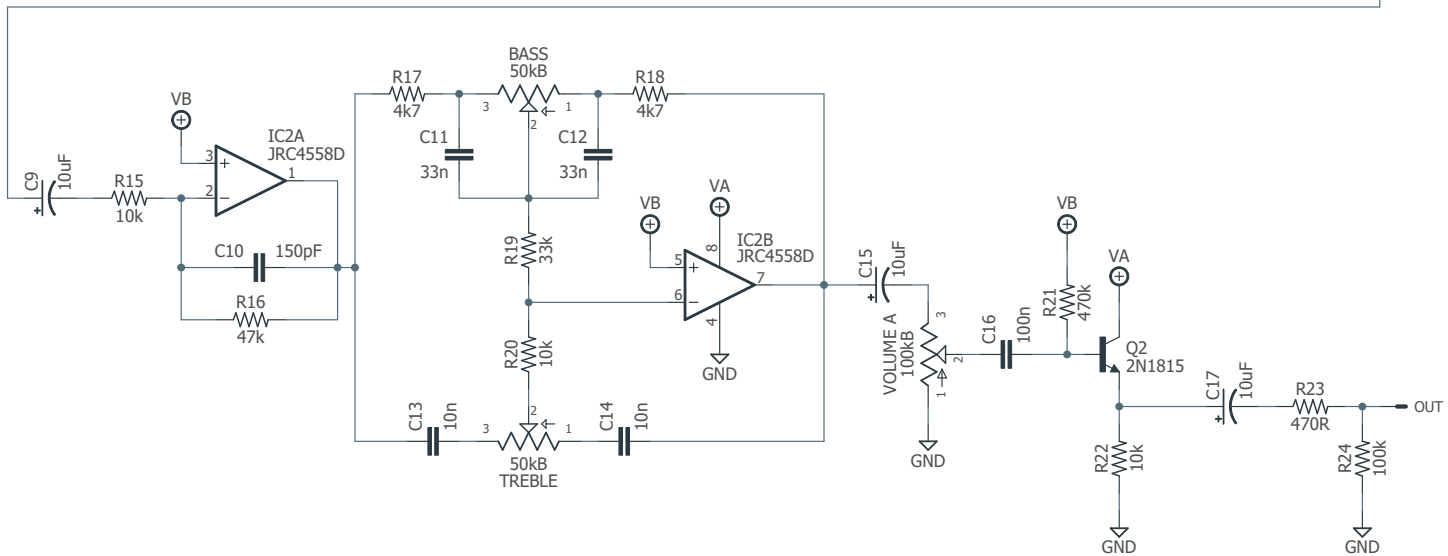 C9
10uF
R15
10k
VB
IC2A
JRC4558D
3
+
2
−
1
C10
150pF
R16
47k
R17
4k7
BASS
50kB
3
1
2
R18
4k7
C11
33n
C12
33n
R19
33k
R20
10k
VB
VA
IC2B
JRC4558D
5
+
6
−
8
7
4
GND
C13
10n
3
2
1
C14
10n
50kB
TREBLE
C15
10uF
VOLUME A
100kB
3
2
1
GND
C16
100n
VB
R21
470k
VA
Q2
2N1815
R22
10k
GND
C17
10uF
R23
470R
R24
100k
GND
OUT
+
+
+